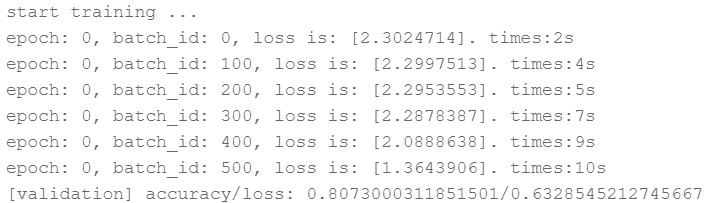 start training ...
epoch: 0, batch_id: 0, loss is: [2.3024714]. times:2s
epoch: 0, batch_id: 100, loss is: [2.2997513]. times:4s
epoch: 0, batch_id: 200, loss is: [2.2953553]. times:5s
epoch: 0, batch_id: 300, loss is: [2.2878387]. times:7s
epoch: 0, batch_id: 400, loss is: [2.0888638]. times:9s
epoch: 0, batch_id: 500, loss is: [1.3643906]. times:10s
[validation] accuracy/loss: 0.8073000311851501/0.6328545212745667